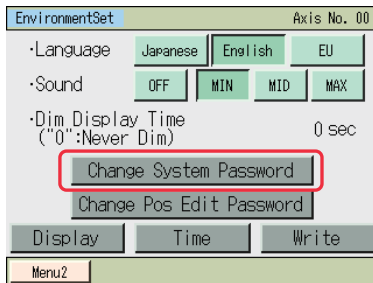 EnvironmentSet Axis No. 00
·Language Japanese English EU
·Sound OFF MIN MID MAX
·Dim Display Time
("0":Never Dim) 0 sec
Change System Password
Change Pos Edit Password
Display Time Write
Menu2